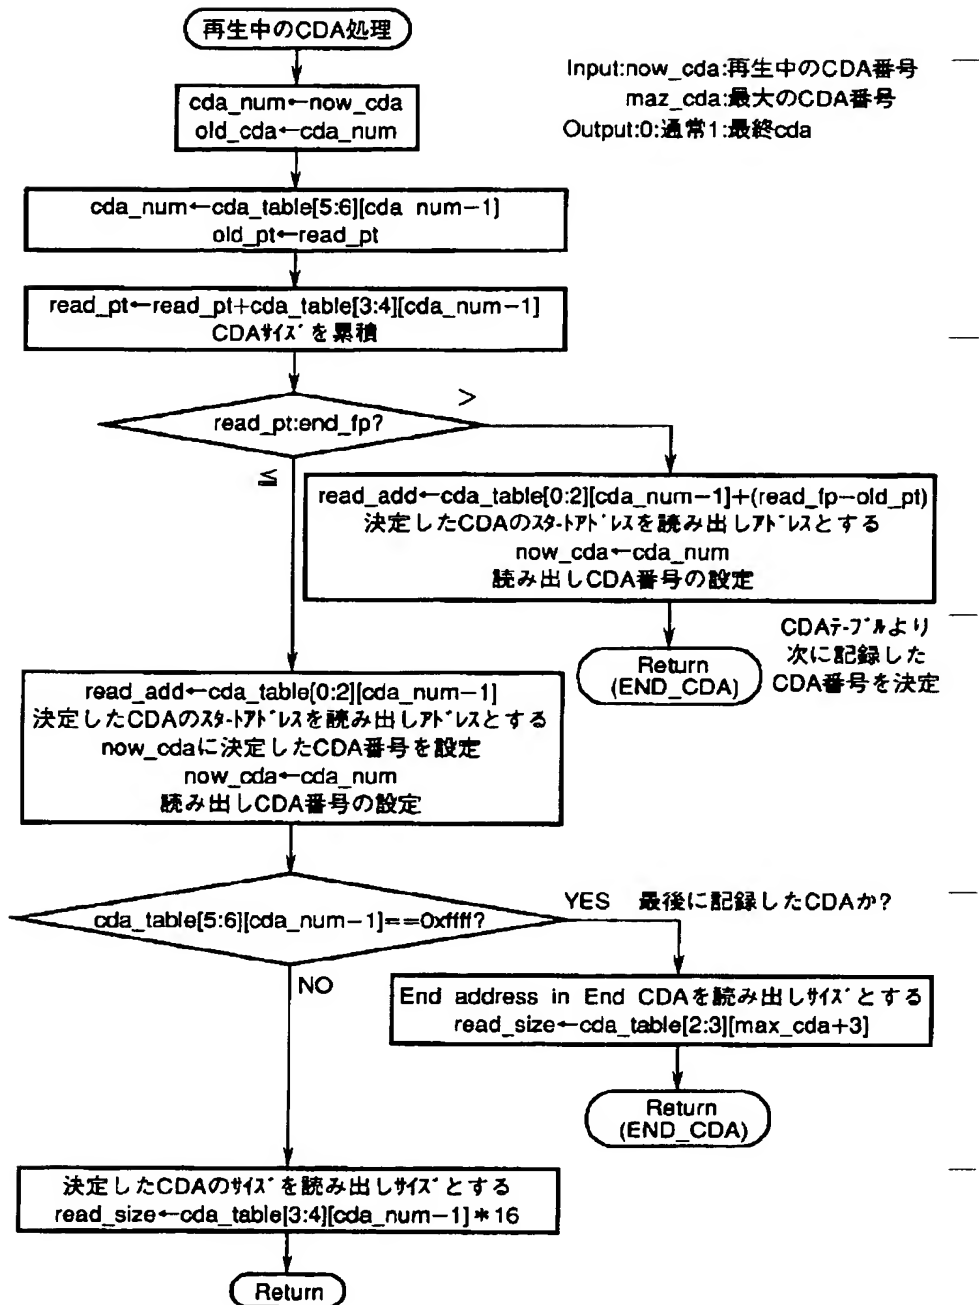 再生中のCDA処理
Input:now_cda:再生中のCDA番号
maz_cda:最大のCDA番号
Output:0:通常1:最終cda
cda_num←now_cda
old_cda←cda_num
cda_num←cda_table[5:6][cda num−1]
old_pt←read_pt
read_pt←read_pt+cda_table[3:4][cda_num−1]
CDAサイズを累積
read_pt:end_fp?
>
≦
read_add←cda_table[0:2][cda_num−1]+(read_fp−old_pt)
決定したCDAのスタートアドレスを読み出しアドレスとする
now_cda←cda_num
読み出しCDA番号の設定
Return
(END_CDA)
CDAテーブルより
次に記録した
CDA番号を決定
read_add←cda_table[0:2][cda_num−1]
決定したCDAのスタートアドレスを読み出しアドレスとする
now_cdaに決定したCDA番号を設定
now_cda←cda_num
読み出しCDA番号の設定
cda_table[5:6][cda_num−1]==0xffff?
YES 最後に記録したCDAか?
NO
End address in End CDAを読み出しサイズとする
read_size←cda_table[2:3][max_cda+3]
Return
(END_CDA)
決定したCDAのサイズを読み出しサイズとする
read_size←cda_table[3:4][cda_num−1]*16
Return